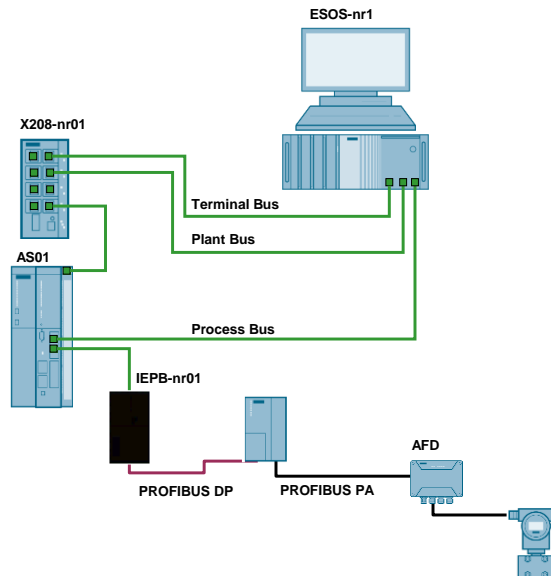 ESOS-nr1
X208-nr01
Terminal Bus
Plant Bus
AS01
Process Bus
IEPB-nr01
AFD
PROFIBUS DP
PROFIBUS PA